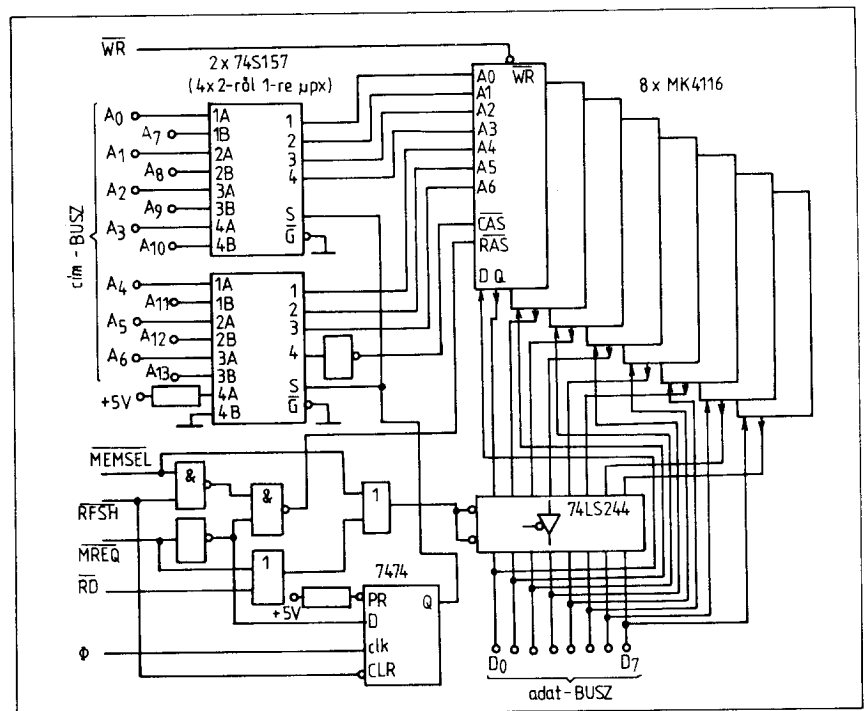 WR
2 x 74S157
(4x2-ről 1-re µpx)
8 x MK4116
cím - BUSZ
A0
A7
A1
A8
A2
A9
A3
A10
1A
1B
2A
2B
3A
3B
4A
4B
1
2
3
4
S
G
A4
A11
A5
A12
A6
A13
+5V
1A
1B
2A
2B
3A
3B
4A
4B
1
2
3
4
S
G
A0
WR
A1
A2
A3
A4
A5
A6
CAS
RAS
D Q
MEMSEL
RFSH
MREQ
RD
Φ
&
&
1
1
7474
+5V
PR
D
clk
CLR
Q
74LS244
D0
D7
adat-BUSZ